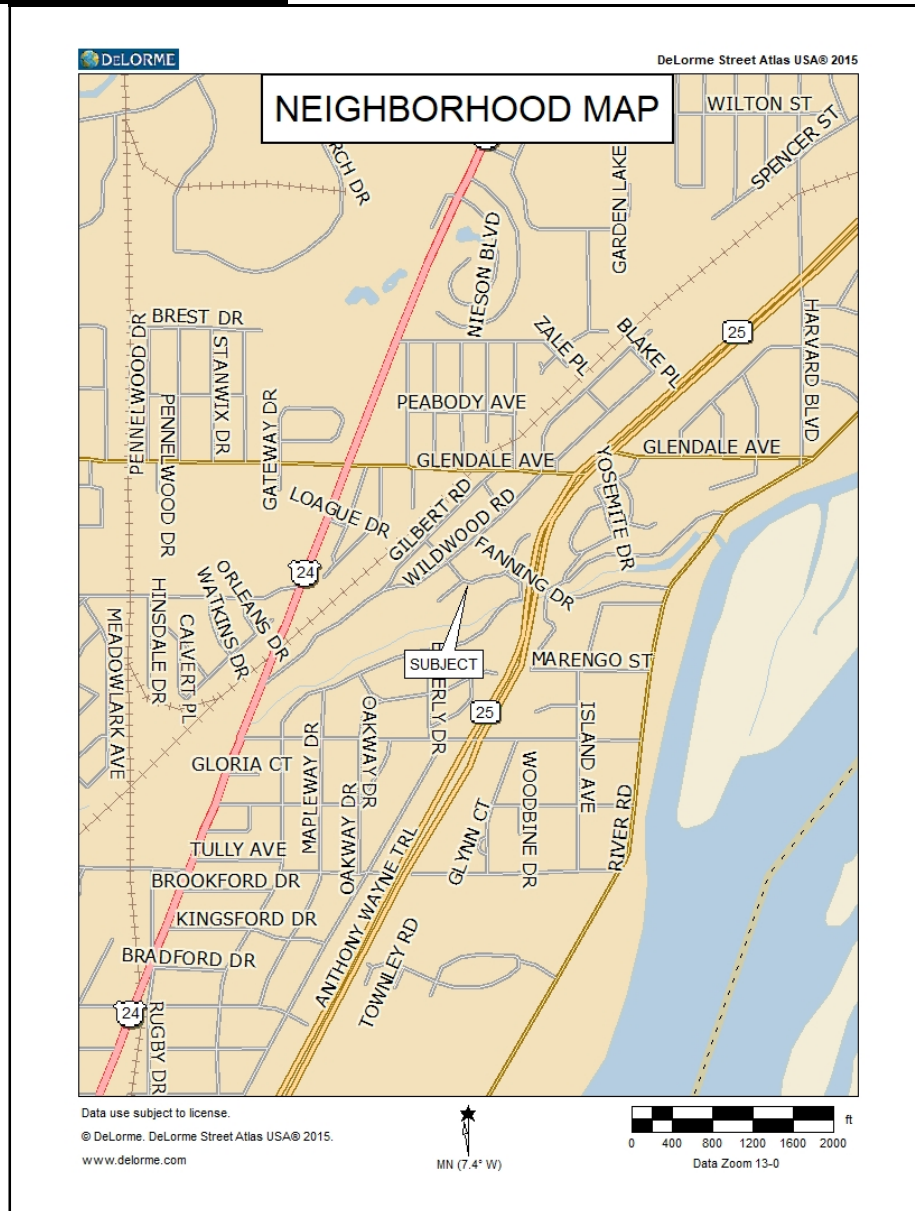 DELORME
DeLorme Street Atlas USA® 2015
NEIGHBORHOOD MAP
WILTON ST
SPENCER ST
GARDEN LAKE
NIESON BLVD
25
HARVARD BLVD
BREST DR
PENNELWOOD DR
STANWIX DR
ZALE PL
BLAKE PL
PENNELWOOD DR
GATEWAY DR
PEABODY AVE
GLENDALE AVE
GLENDALE AVE
YOSEMITE DR
LOAGUE DR
GILBERT RD
WILDWOOD RD
FANNING DR
24
ORLEANS DR
WATKINS DR
HINSDALE DR
CALVERT PL
MEADOWLARK AVE
SUBJECT
MARENGO ST
25
OAKWAY DR
MAPLEWAY DR
ISLAND AVE
GLORIA CT
WOODBINE DR
GLYNN CT
RIVER RD
OAKWAY DR
TULLY AVE
BROOKFORD DR
KINGSFORD DR
ANTHONY WAYNE TRL
TOWNLEY RD
BRADFORD DR
24
RUGBY DR
Data use subject to license.
© DeLorme. DeLorme Street Atlas USA® 2015.
www.delorme.com
MN (7.4° W)
ft
0 400 800 1200 1600 2000
Data Zoom 13-0